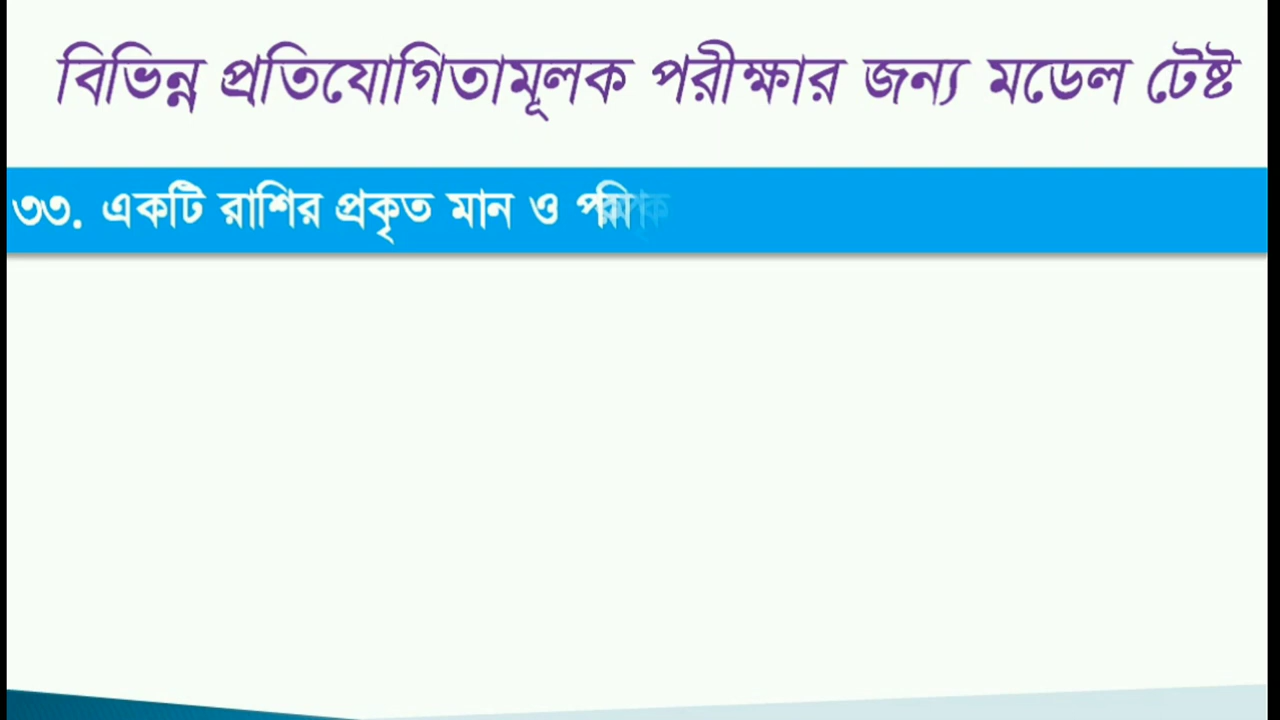 বিভিন্ন প্রতিযোগিতামূলক পরীক্ষার জন্য মডেল টেষ্ট
৩৩. একটি রাশির প্রকৃত মান ও